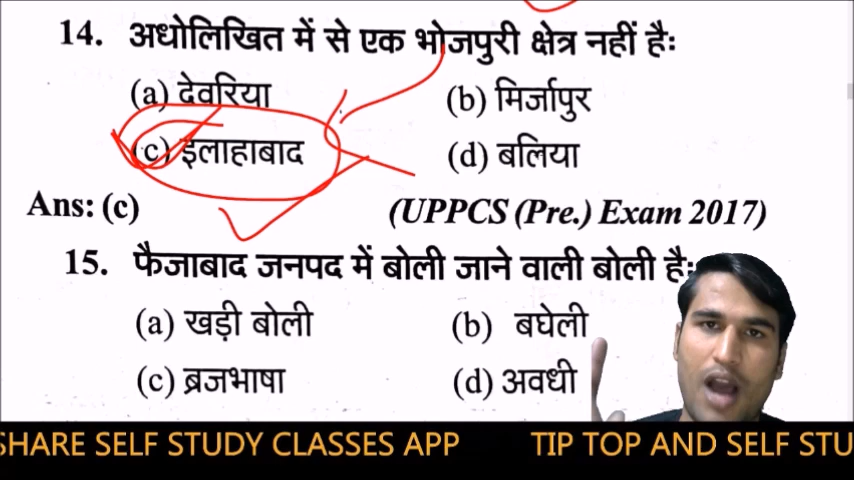 14. अधोलिखित में से एक भोजपुरी क्षेत्र नहीं हैः
(a) देवरिया (b) मिर्जापुर
(c) इलाहाबाद (d) बलिया
Ans: (c) (UPPCS (Pre.) Exam 2017)
15. फैजाबाद जनपद में बोली जाने वाली बोली हैः
(a) खड़ी बोली (b) बघेली
(c) ब्रजभाषा (d) अवधी
SHARE SELF STUDY CLASSES APP TIP TOP AND SELF STU